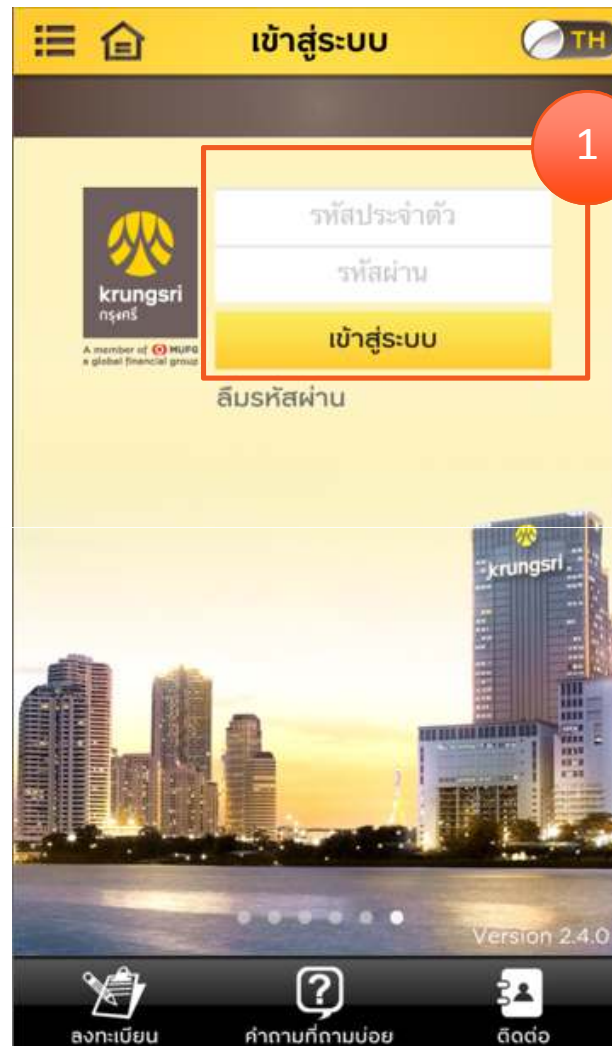 เข้าสู่ระบบ
TH
1
รหัสประจำตัว
รหัสผ่าน
เข้าสู่ระบบ
krungsri
กรุงศรี
A member of MUFG
a global financial group
ลืมรหัสผ่าน
krungsri
Version 2.4.0
ลงทะเบียน
คำถามที่ถามบ่อย
ติดต่อ